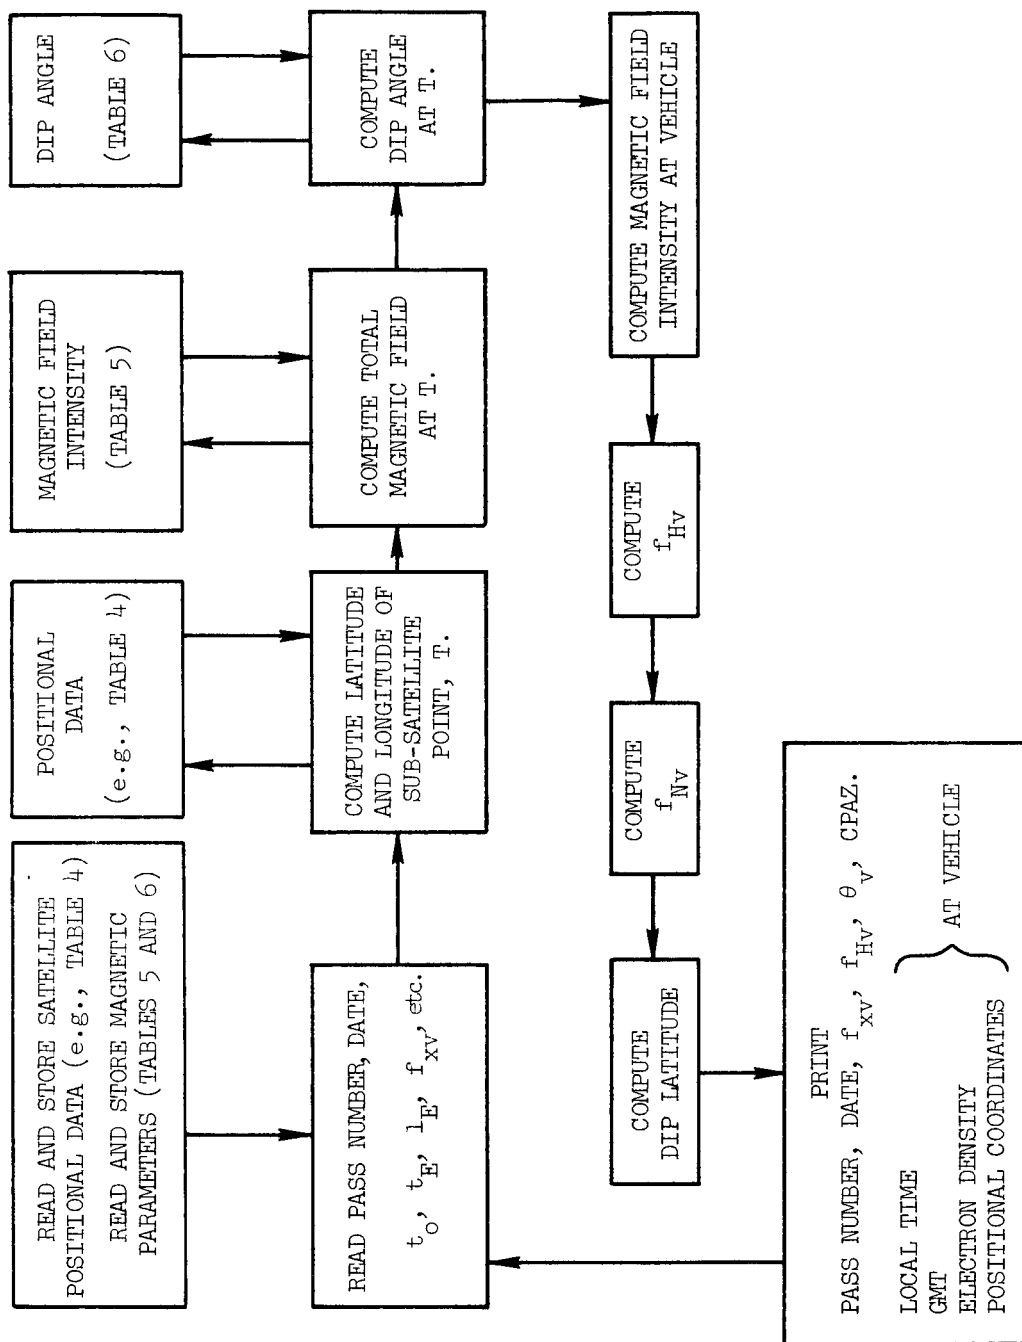 READ AND STORE SATELLITE
POSITIONAL DATA (e.g., TABLE 4)
READ AND STORE MAGNETIC
PARAMETERS (TABLES 5 AND 6)
POSITIONAL
DATA
(e.g., TABLE 4)
MAGNETIC FIELD
INTENSITY
(TABLE 5)
DIP ANGLE
(TABLE 6)
READ PASS NUMBER, DATE,
t_O, t_E, l_E, f_xv, etc.
COMPUTE LATITUDE
AND LONGITUDE OF
SUB-SATELLITE
POINT, T.
COMPUTE TOTAL
MAGNETIC FIELD
AT T.
COMPUTE
DIP ANGLE
AT T.
COMPUTE MAGNETIC FIELD
INTENSITY AT VEHICLE
COMPUTE
f_Hv
COMPUTE
f_Nv
COMPUTE
DIP LATITUDE
PRINT
PASS NUMBER, DATE, f_xv, f_Hv, θ_v, CPAZ.
LOCAL TIME
GMT
ELECTRON DENSITY
POSITIONAL COORDINATES
AT VEHICLE